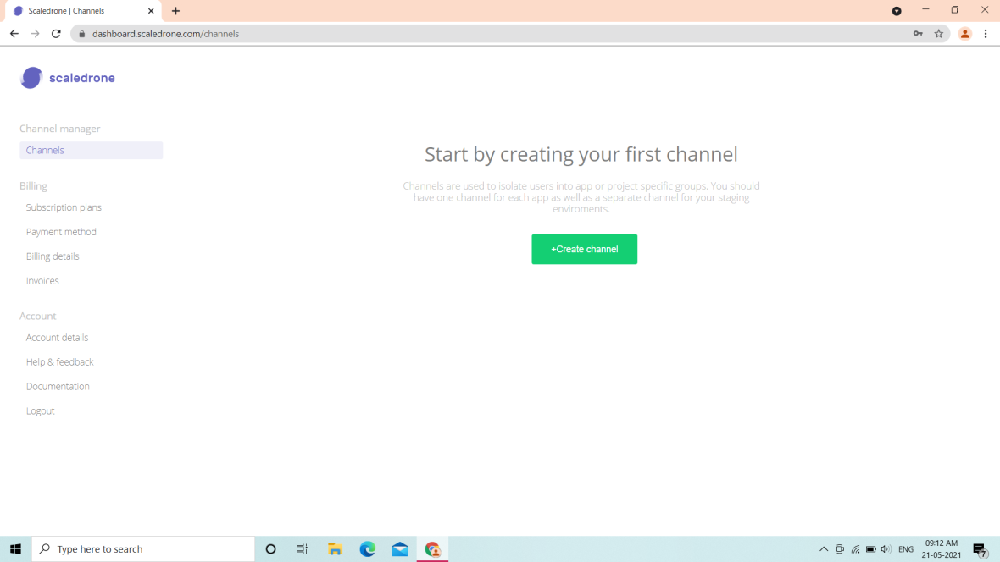 Scaledrone | Channels
dashboard.scaledrone.com/channels
scaledrone
Channel manager
Channels
Billing
Subscription plans
Payment method
Billing details
Invoices
Account
Account details
Help & feedback
Documentation
Logout
Start by creating your first channel
Channels are used to isolate users into app or project specific groups. You should
have one channel for each app as well as a separate channel for your staging
enviroments.
+Create channel
Type here to search
ENG
09:12 AM
21-05-2021
7